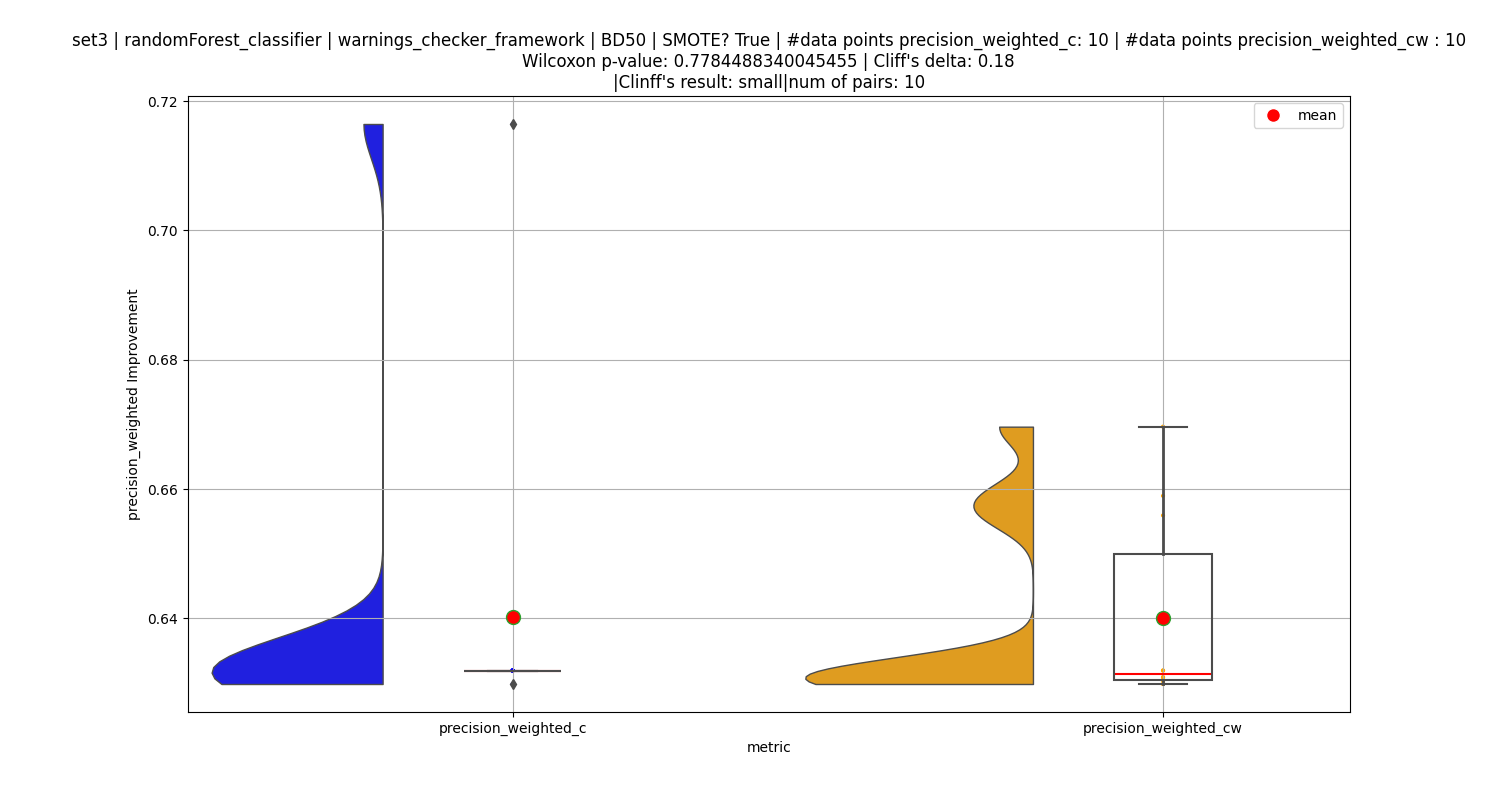 set3 | randomForest_classifier | warnings_checker_framework | BD50 | SMOTE? True | #data points precision_weighted_c: 10 | #data points precision_weighted_cw : 10
Wilcoxon p-value: 0.7784488340045455 | Cliff's delta: 0.18
|Clinff's result: small|num of pairs: 10
mean
0.72
0.70
0.68
0.66
0.64
precision_weighted Improvement
precision_weighted_c
precision_weighted_cw
metric